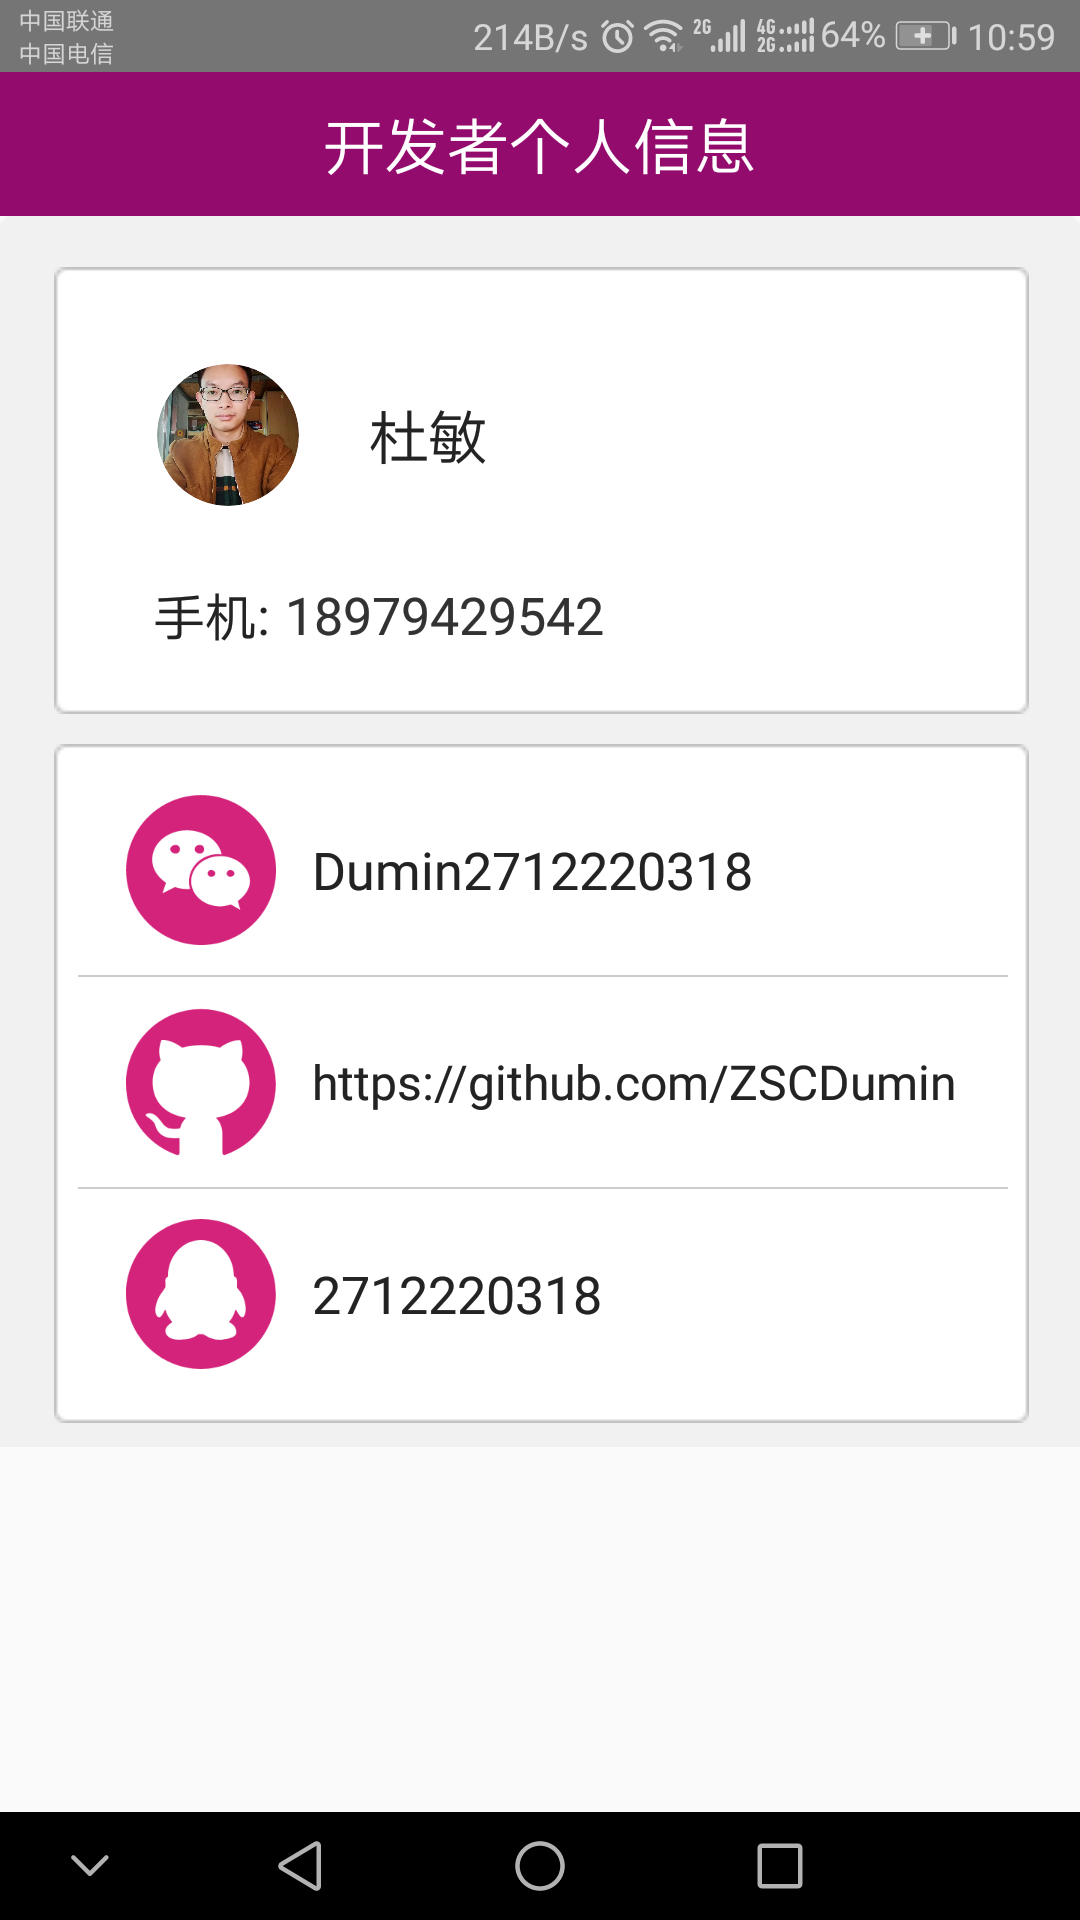 中国联通
中国电信
214B/s 2G 4G 2G 64% 10:59
开发者个人信息
杜敏
手机: 18979429542
Dumin2712220318
https://github.com/ZSCDumin
2712220318